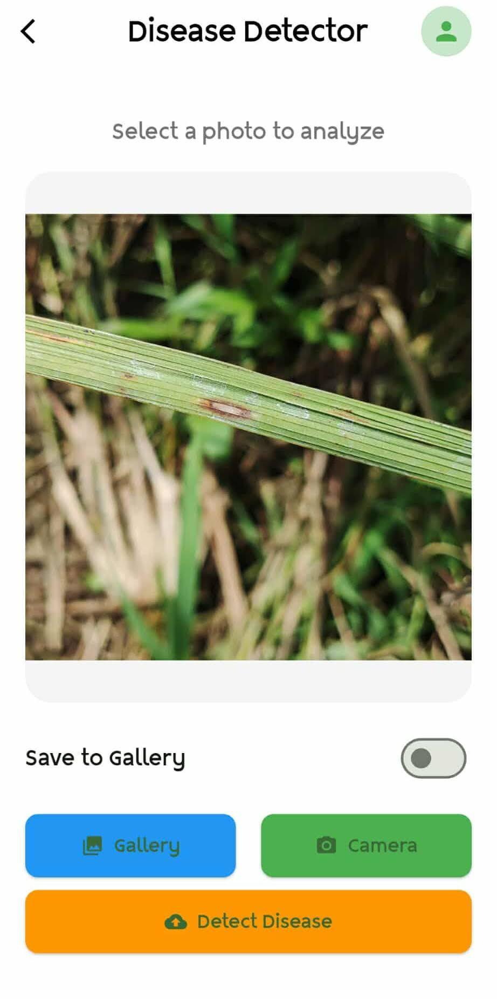 Disease Detector
Select a photo to analyze
Save to Gallery
Gallery
Camera
Detect Disease